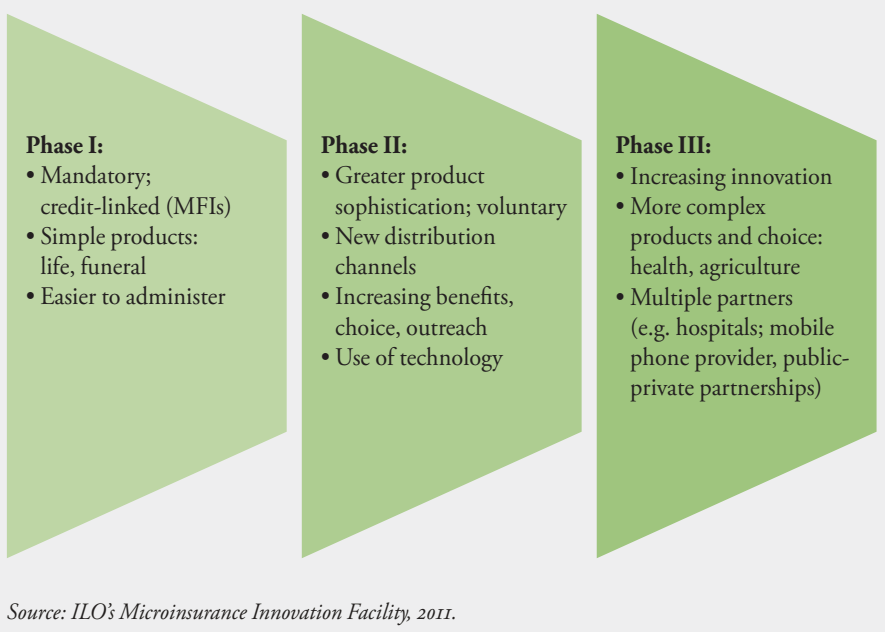 Phase I:
• Mandatory;
credit-linked (MFIs)
• Simple products:
life, funeral
• Easier to administer
Phase II:
• Greater product
sophistication; voluntary
• New distribution
channels
• Increasing benefits,
choice, outreach
• Use of technology
Phase III:
• Increasing innovation
• More complex
products and choice:
health, agriculture
• Multiple partners
(e.g. hospitals; mobile
phone provider, public-
private partnerships)
Source: ILO's Microinsurance Innovation Facility, 2011.